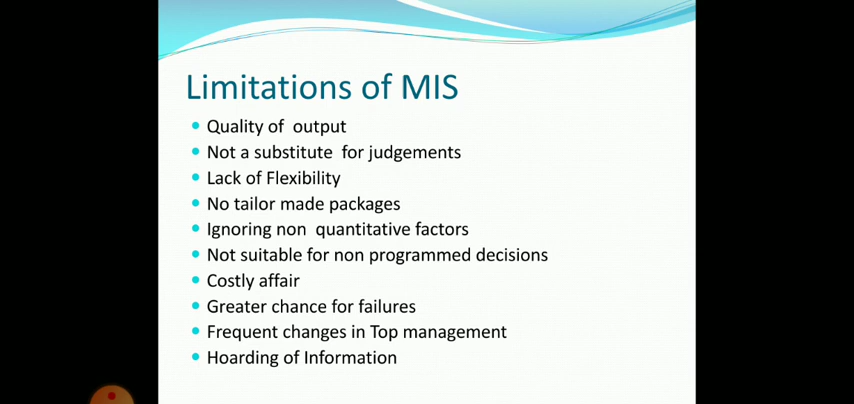 Limitations of MIS
Quality of output
Not a substitute for judgements
Lack of Flexibility
No tailor made packages
Ignoring non quantitative factors
Not suitable for non programmed decisions
Costly affair
Greater chance for failures
Frequent changes in Top management
Hoarding of Information